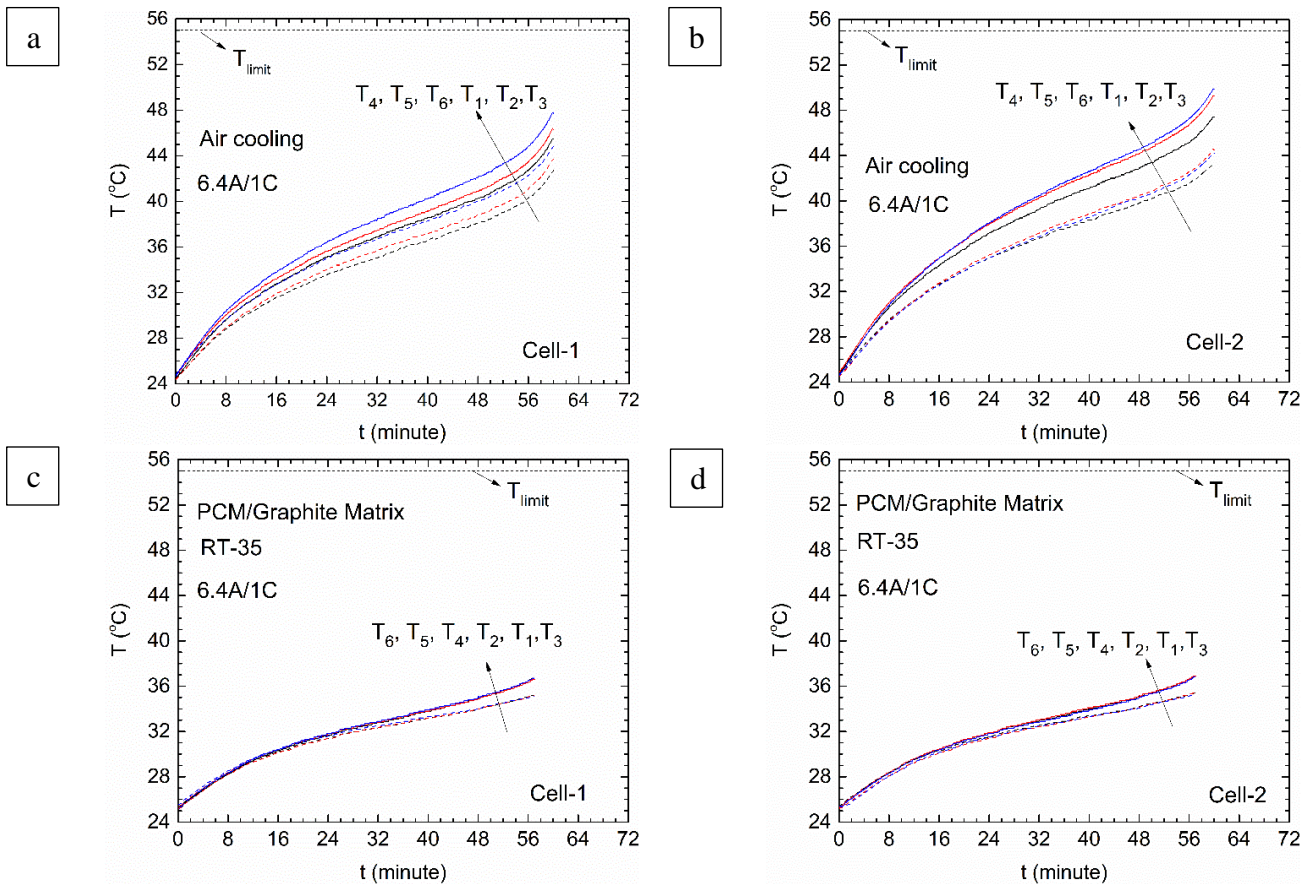 a
56
52
48
44
40
36
32
28
24
T (°C)
T_limit
T4, T5, T6, T1, T2,T3
Air cooling
6.4A/1C
Cell-1
0 8 16 24 32 40 48 56 64 72
t (minute)
b
56
52
48
44
40
36
32
28
24
T (°C)
T_limit
T4, T5, T6, T1, T2,T3
Air cooling
6.4A/1C
Cell-2
0 8 16 24 32 40 48 56 64 72
t (minute)
c
56
52
48
44
40
36
32
28
24
T (°C)
T_limit
PCM/Graphite Matrix
RT-35
6.4A/1C
T6, T5, T4, T2, T1,T3
Cell-1
0 8 16 24 32 40 48 56 64 72
t (minute)
d
56
52
48
44
40
36
32
28
24
T (°C)
T_limit
PCM/Graphite Matrix
RT-35
6.4A/1C
T6, T5, T4, T2, T1,T3
Cell-2
0 8 16 24 32 40 48 56 64 72
t (minute)